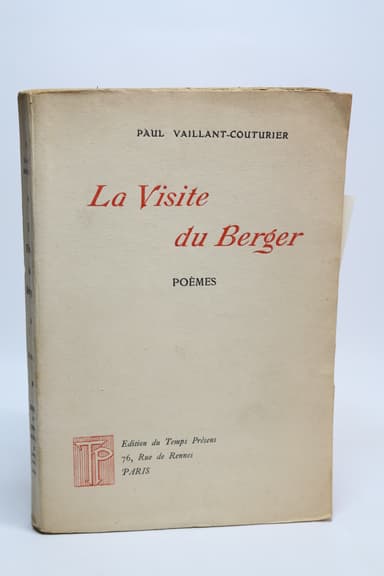 PAUL VAILLANT-COUTURIER
La Visite
du Berger
POÈMES
TP
Edition du Temps Présent
76, Rue de Rennes
PARIS